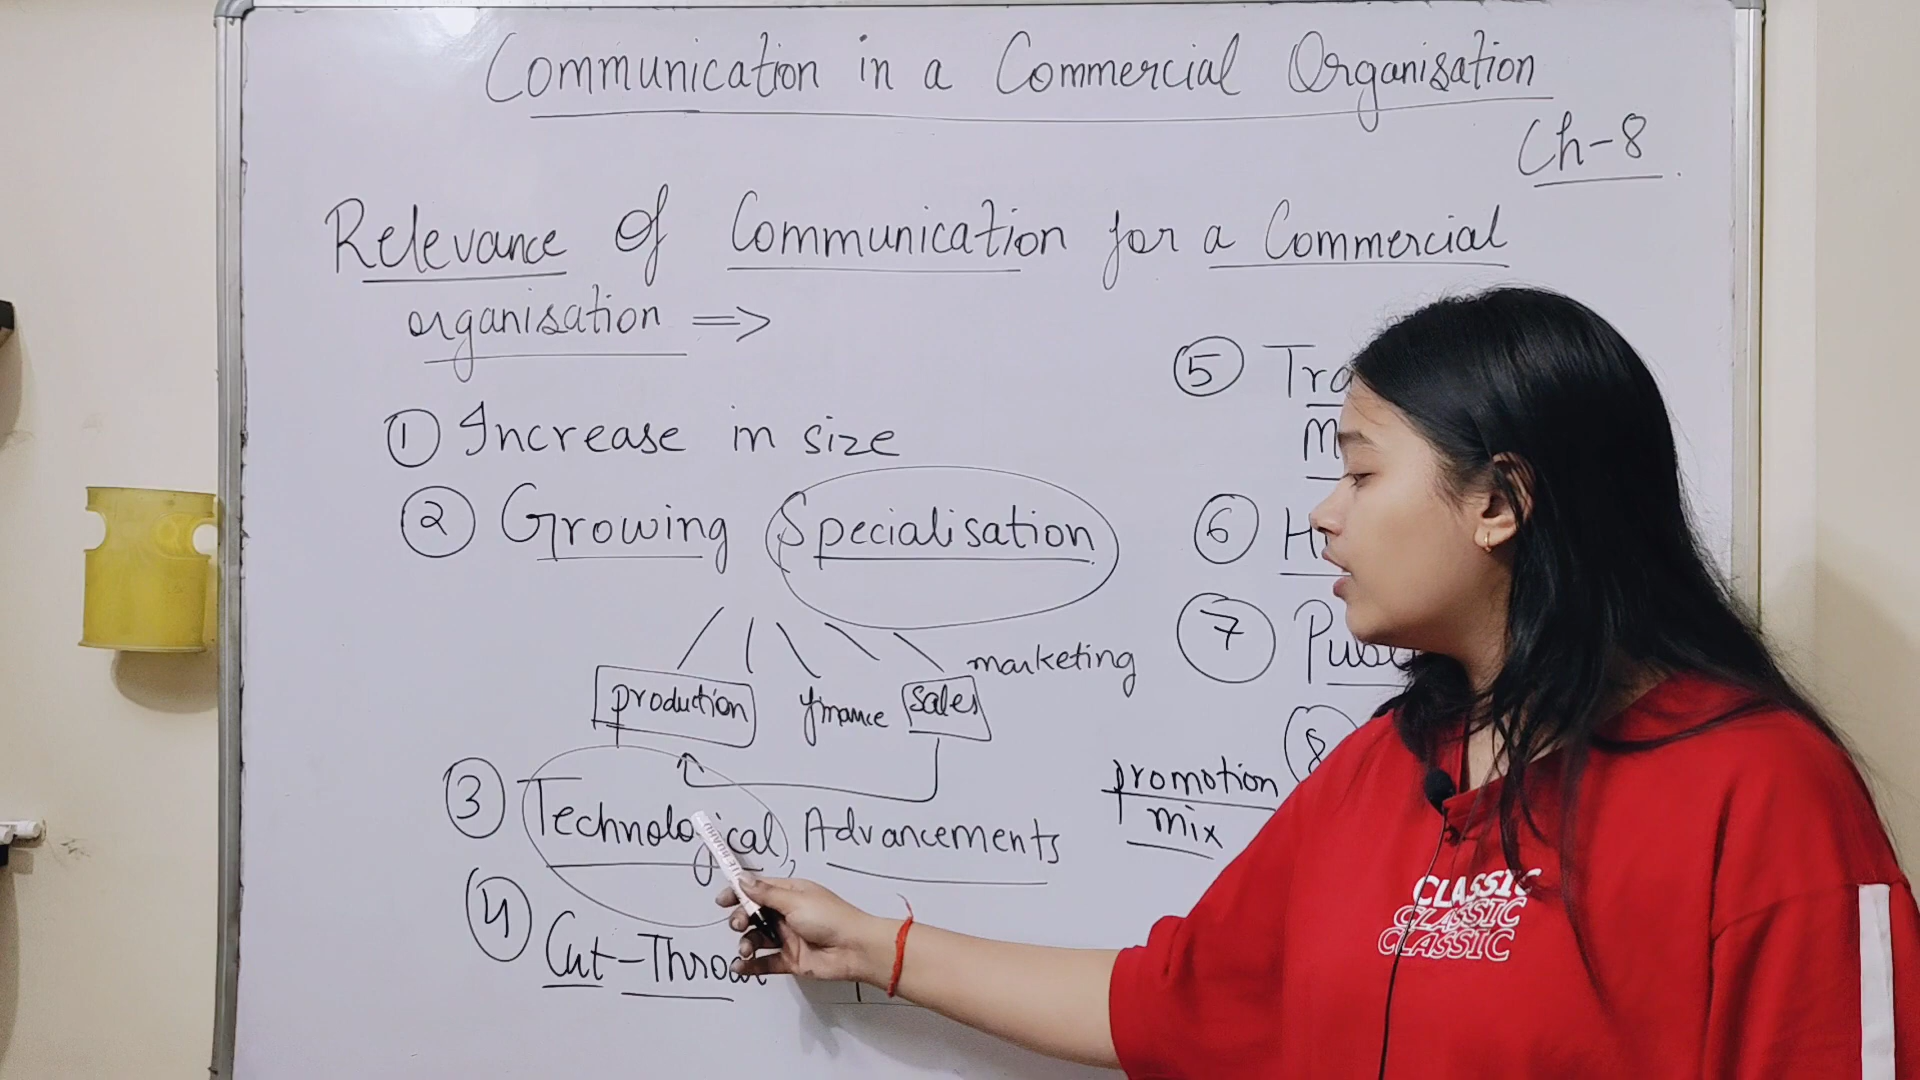 Communication in a Commercial Organisation
Ch-8
Relevance of Communication for a Commercial
organisation =>
① Increase in size
② Growing Specialisation
production finance sales marketing
③ Technological Advancements
④ Cut-Throat
⑤
⑥
⑦
⑧
promotion
mix
CLASSIC
CLASSIC
CLASSIC